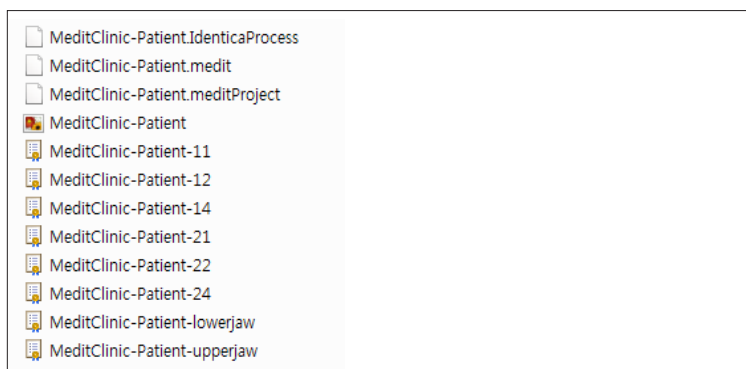 MeditClinic-Patient.IdenticaProcess
MeditClinic-Patient.medit
MeditClinic-Patient.meditProject
MeditClinic-Patient
MeditClinic-Patient-11
MeditClinic-Patient-12
MeditClinic-Patient-14
MeditClinic-Patient-21
MeditClinic-Patient-22
MeditClinic-Patient-24
MeditClinic-Patient-lowerjaw
MeditClinic-Patient-upperjaw